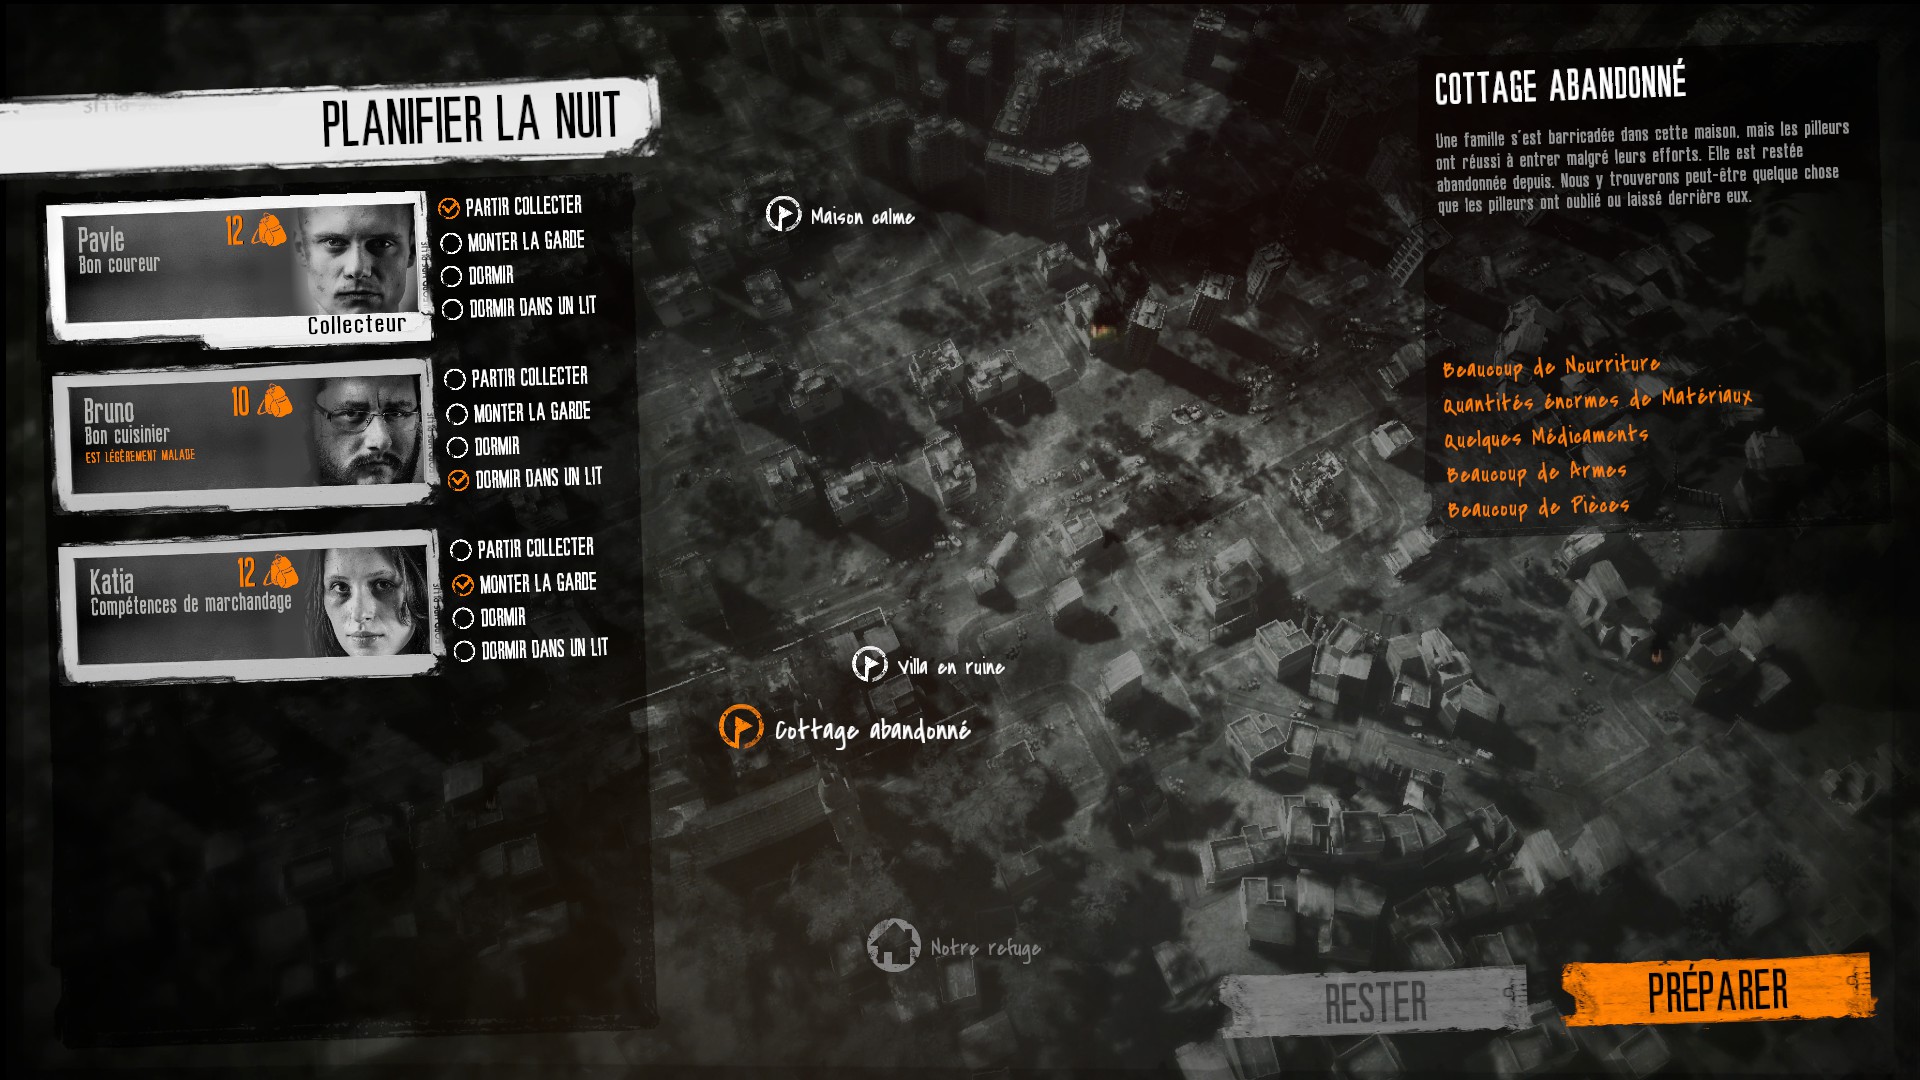 PLANIFIER LA NUIT
Pavle
Bon coureur
12
Collecteur
PARTIR COLLECTER
MONTER LA GARDE
DORMIR
DORMIR DANS UN LIT
Bruno
Bon cuisinier
EST LÉGÈREMENT MALADE
10
PARTIR COLLECTER
MONTER LA GARDE
DORMIR
DORMIR DANS UN LIT
Katia
Compétences de marchandage
12
PARTIR COLLECTER
MONTER LA GARDE
DORMIR
DORMIR DANS UN LIT
Maison calme
Villa en ruine
Cottage abandonné
Notre refuge
COTTAGE ABANDONNÉ
Une famille s'est barricadée dans cette maison, mais les pilleurs
ont réussi à entrer malgré leurs efforts. Elle est restée
abandonnée depuis. Nous y trouverons peut-être quelque chose
que les pilleurs ont oublié ou laissé derrière eux.
Beaucoup de Nourriture
Quantités énormes de Matériaux
Quelques Médicaments
Beaucoup de Armes
Beaucoup de Pièces
RESTER
PRÉPARER